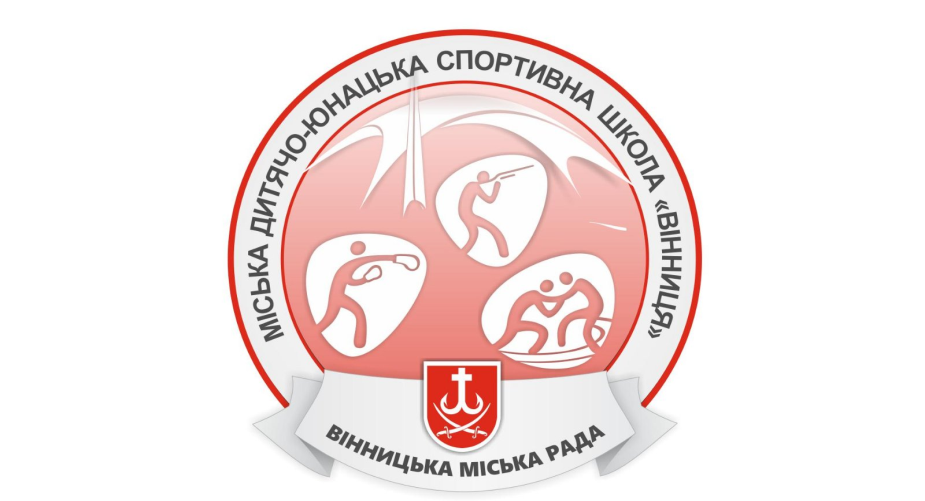 МІСЬКА ДИТЯЧО-ЮНАЦЬКА СПОРТИВНА ШКОЛА «ВІННИЦЯ»
ВІННИЦЬКА МІСЬКА РАДА